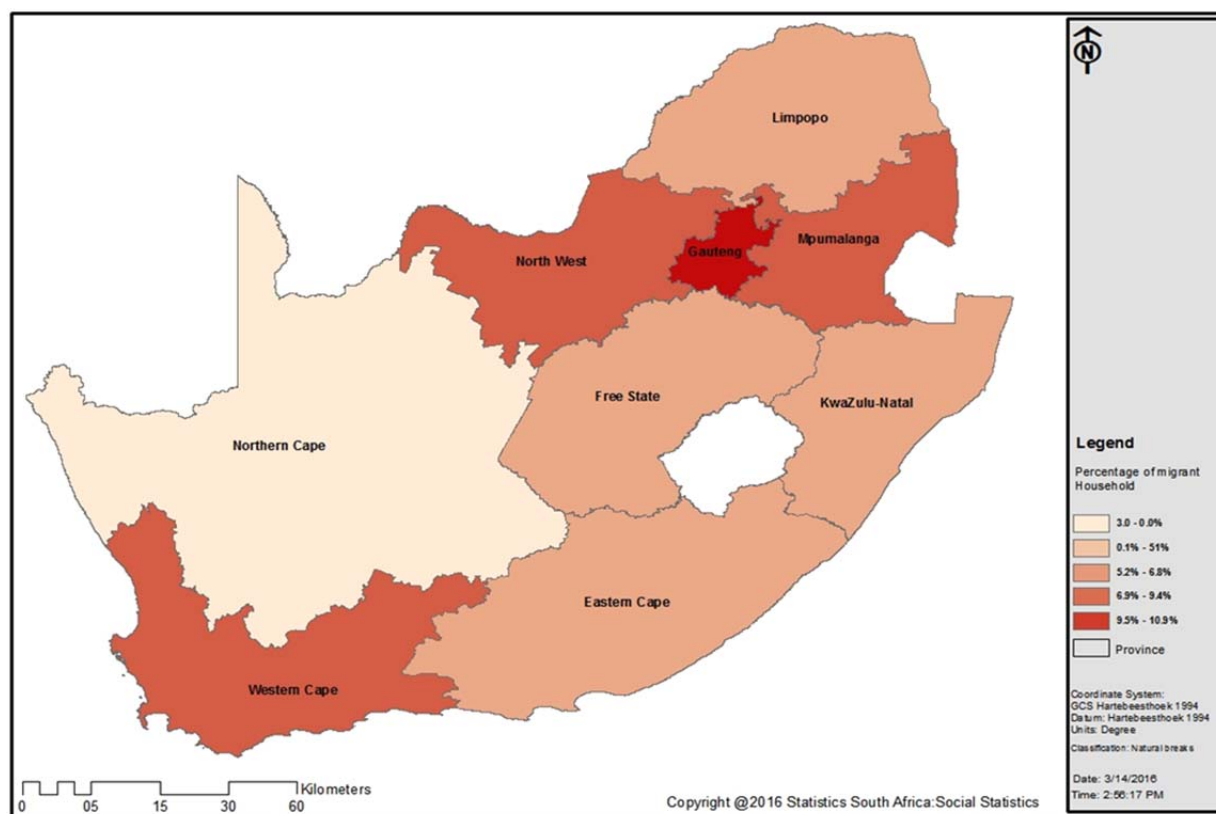 N
Limpopo
Mpumalanga
Gauteng
North West
Free State
KwaZulu-Natal
Northern Cape
Eastern Cape
Western Cape
Kilometers
0 05 15 30 60
Copyright @2016 Statistics South Africa:Social Statistics
Legend
Percentage of migrant
Household
3.0 - 0.0%
0.1% - 51%
5.2% - 6.8%
6.9% - 9.4%
9.5% - 10.9%
Province
Coordinate System:
GCS Hartebeesthoek 1994
Datum: Hartebeesthoek 1994
Units: Degree
Classification: Natural breaks
Date: 3/14/2016
Time: 2:56:17 PM